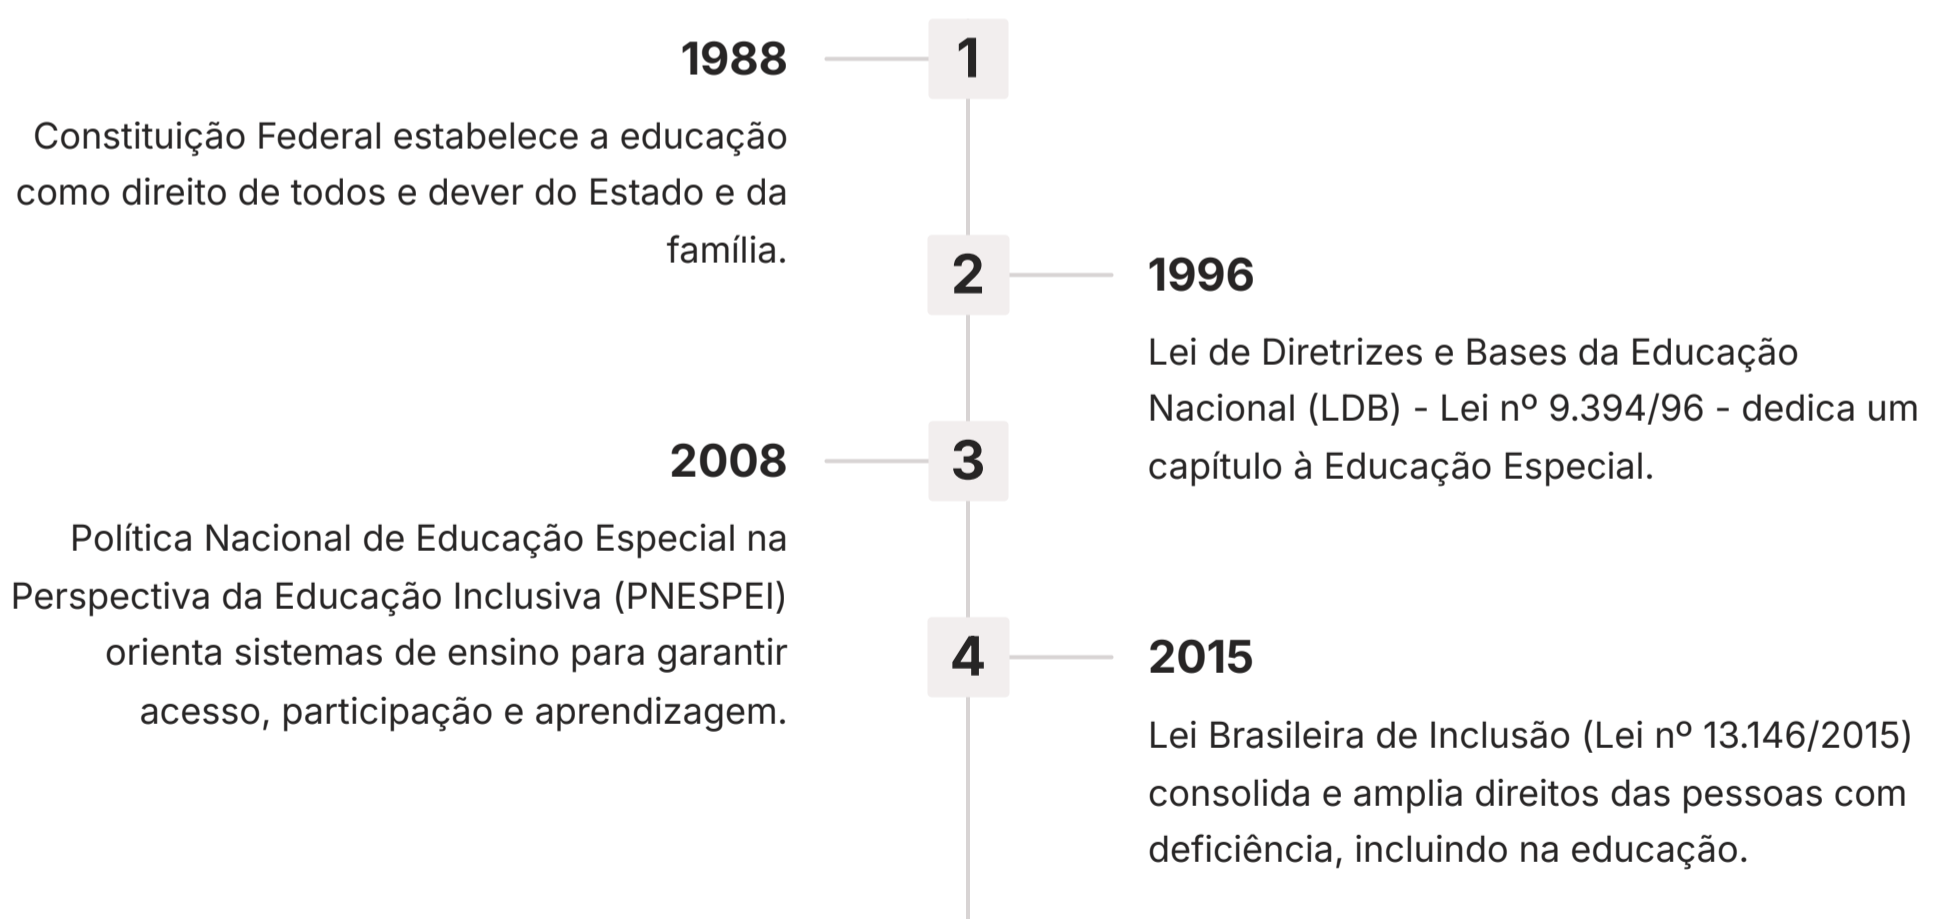 1988
1
Constituição Federal estabelece a educação
como direito de todos e dever do Estado e da
família.
2
1996
Lei de Diretrizes e Bases da Educação
Nacional (LDB) - Lei nº 9.394/96 - dedica um
capítulo à Educação Especial.
2008
3
Política Nacional de Educação Especial na
Perspectiva da Educação Inclusiva (PNESPEI)
orienta sistemas de ensino para garantir
acesso, participação e aprendizagem.
4
2015
Lei Brasileira de Inclusão (Lei nº 13.146/2015)
consolida e amplia direitos das pessoas com
deficiência, incluindo na educação.